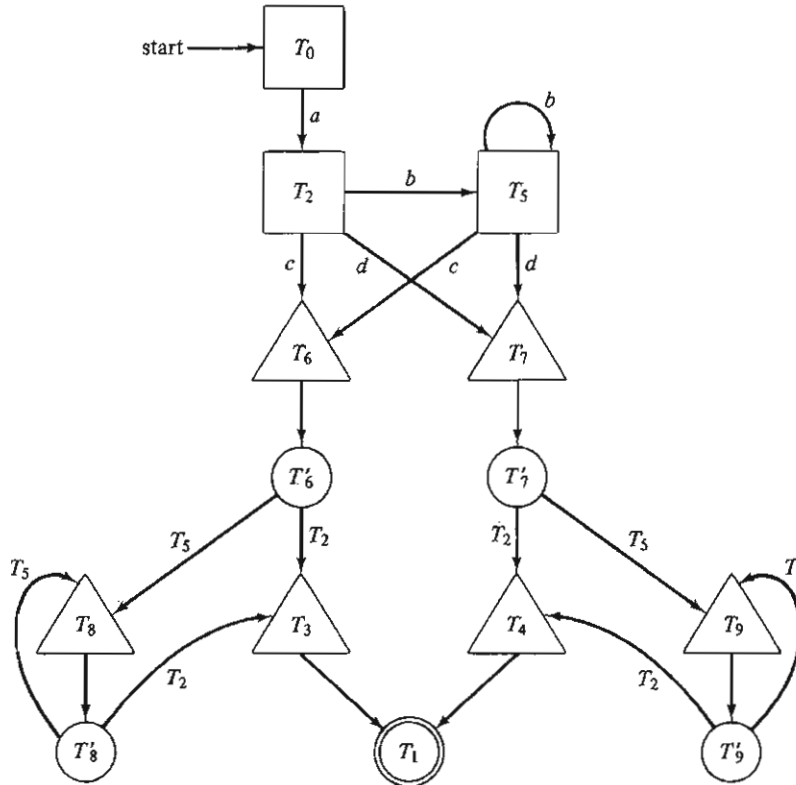 start T₀
a
b
T₂ b T₅
c d c d
T₆ T₇
T′₆ T′₇
T₅ T₂ T₂ T₅
T₅ T
T₈ T₃ T₄ T₉
T₂ T₂
T′₈ T₁ T′₉